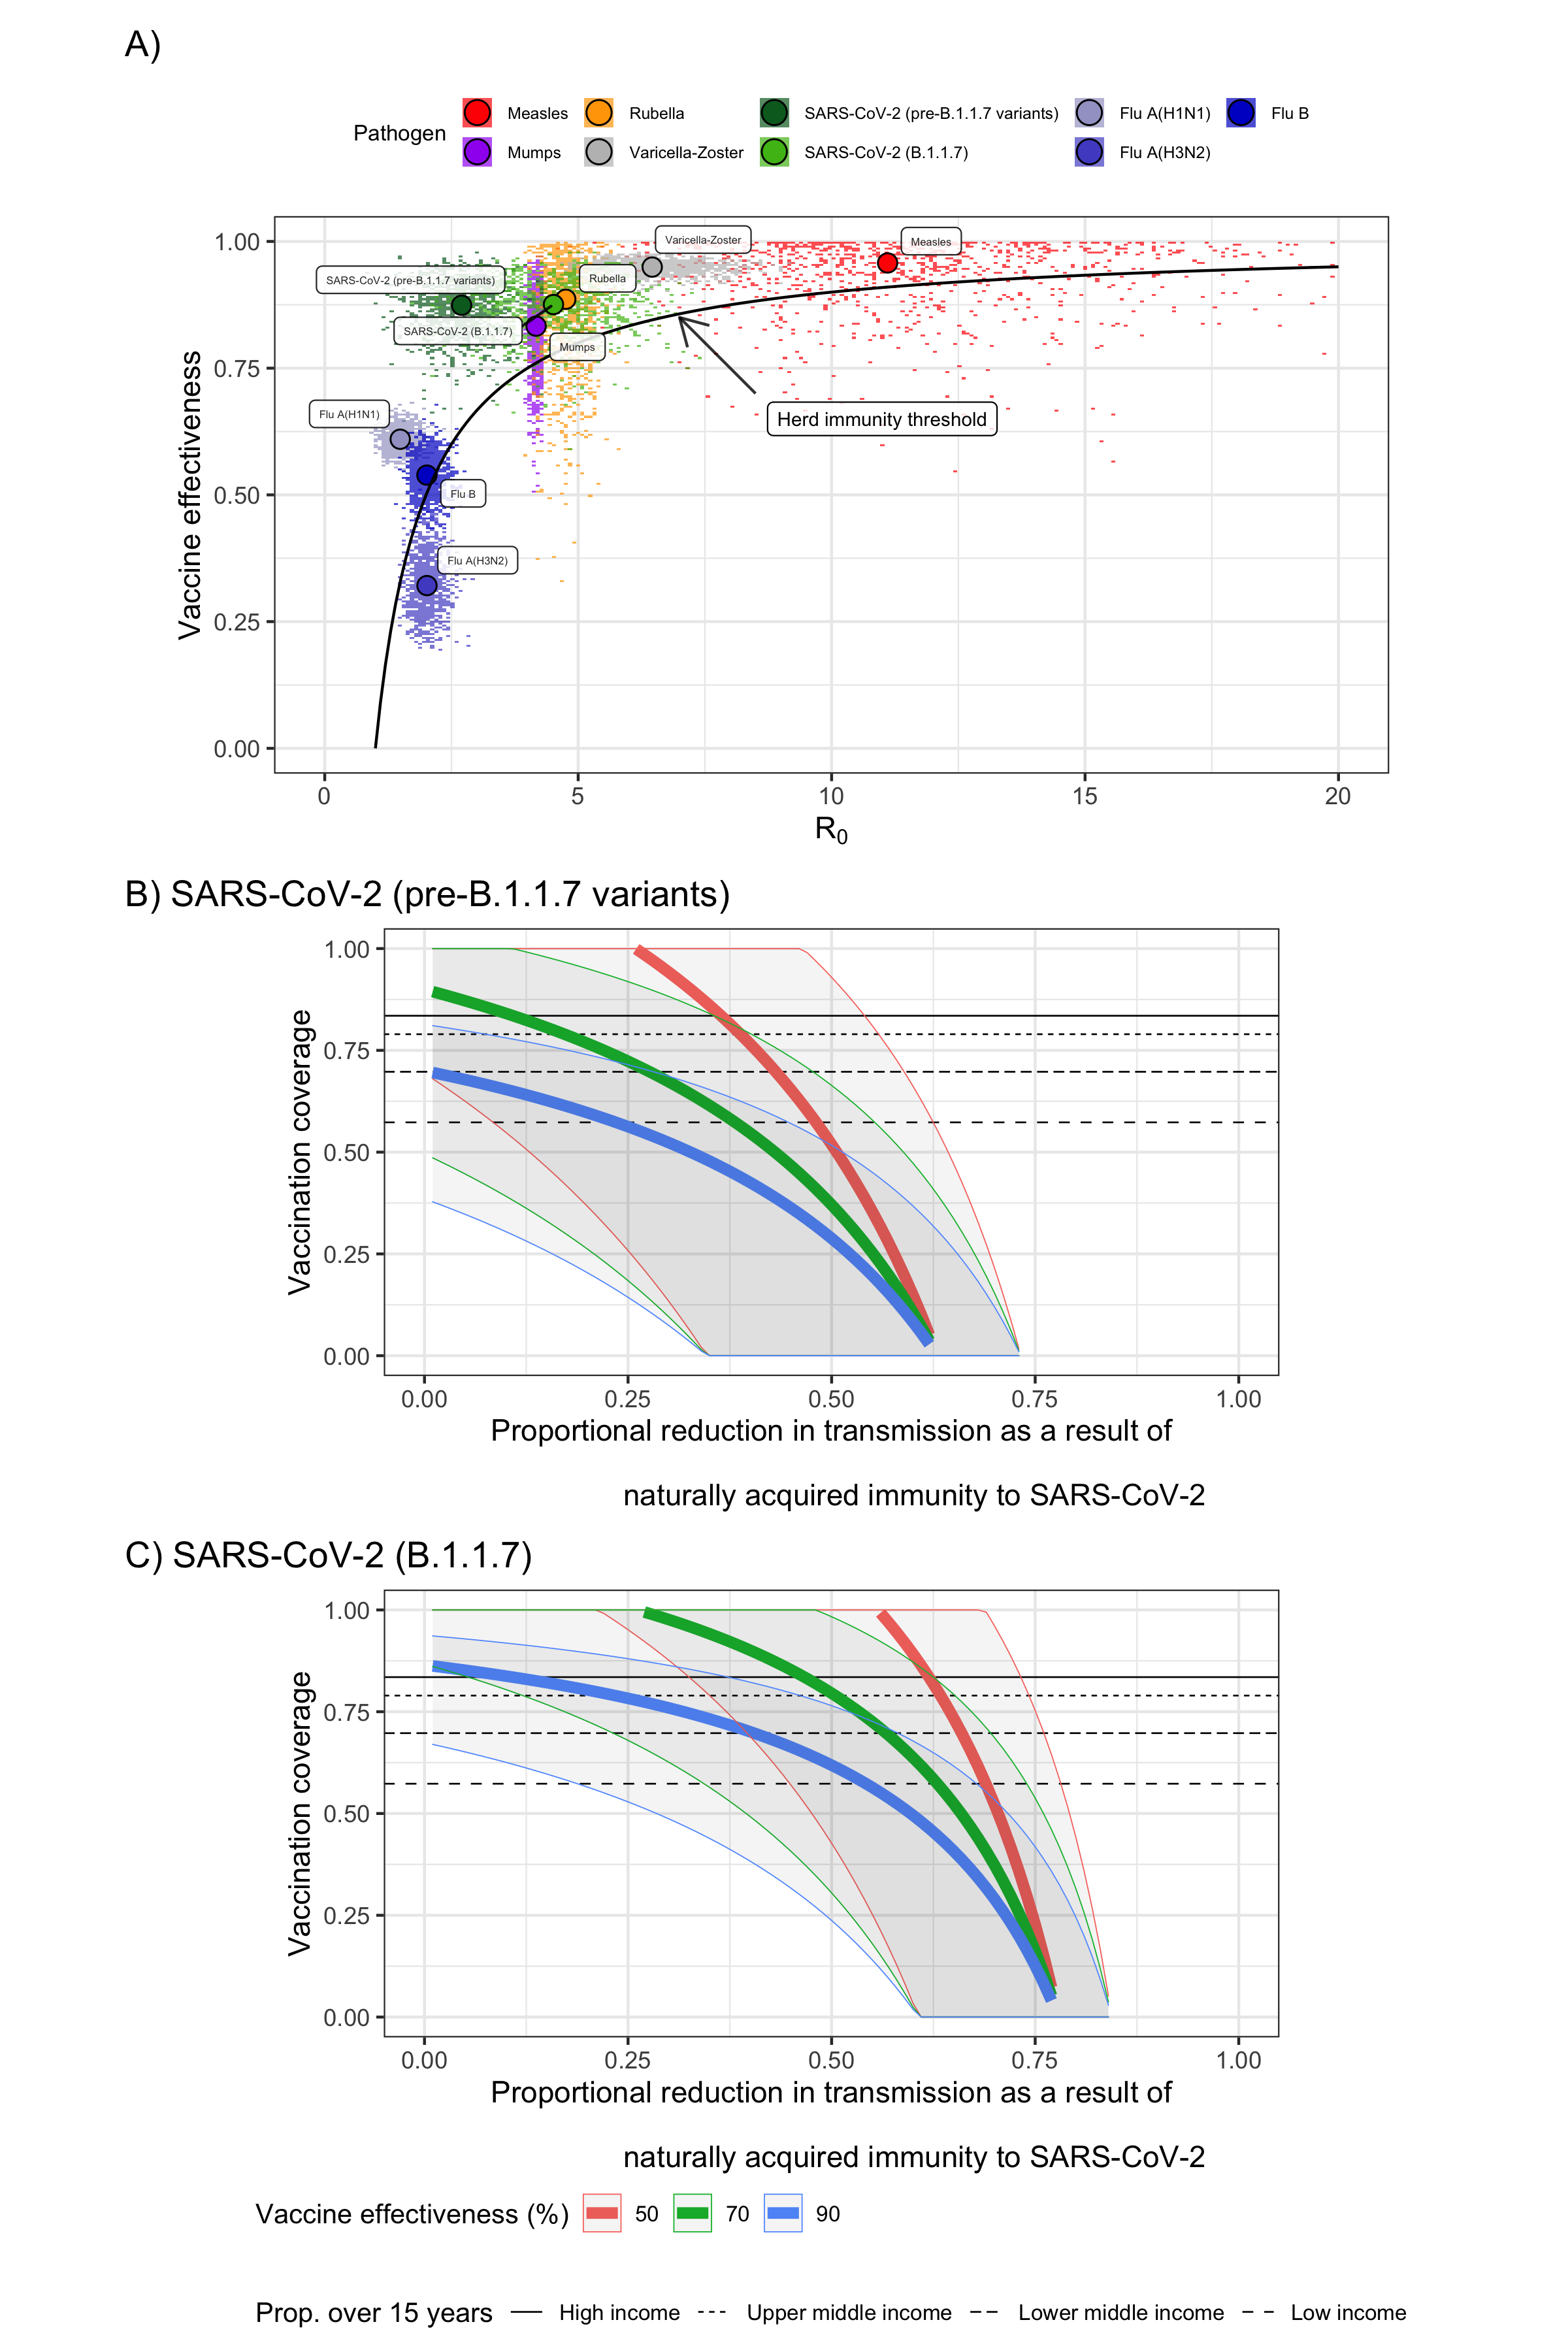 A)
Pathogen
Measles
Rubella
SARS-CoV-2 (pre-B.1.1.7 variants)
Flu A(H1N1)
Flu B
Mumps
Varicella-Zoster
SARS-CoV-2 (B.1.1.7)
Flu A(H3N2)
Vaccine effectiveness
1.00
0.75
0.50
0.25
0.00
Varicella-Zoster
Measles
Rubella
SARS-CoV-2 (pre-B.1.1.7 variants)
SARS-CoV-2 (B.1.1.7)
Mumps
Flu A(H1N1)
Herd immunity threshold
Flu B
Flu A(H3N2)
0 5 10 15 20
R0
B) SARS-CoV-2 (pre-B.1.1.7 variants)
Vaccination coverage
1.00
0.75
0.50
0.25
0.00
0.00 0.25 0.50 0.75 1.00
Proportional reduction in transmission as a result of
naturally acquired immunity to SARS-CoV-2
C) SARS-CoV-2 (B.1.1.7)
Vaccination coverage
1.00
0.75
0.50
0.25
0.00
0.00 0.25 0.50 0.75 1.00
Proportional reduction in transmission as a result of
naturally acquired immunity to SARS-CoV-2
Vaccine effectiveness (%) 50 70 90
Prop. over 15 years High income Upper middle income Lower middle income Low income